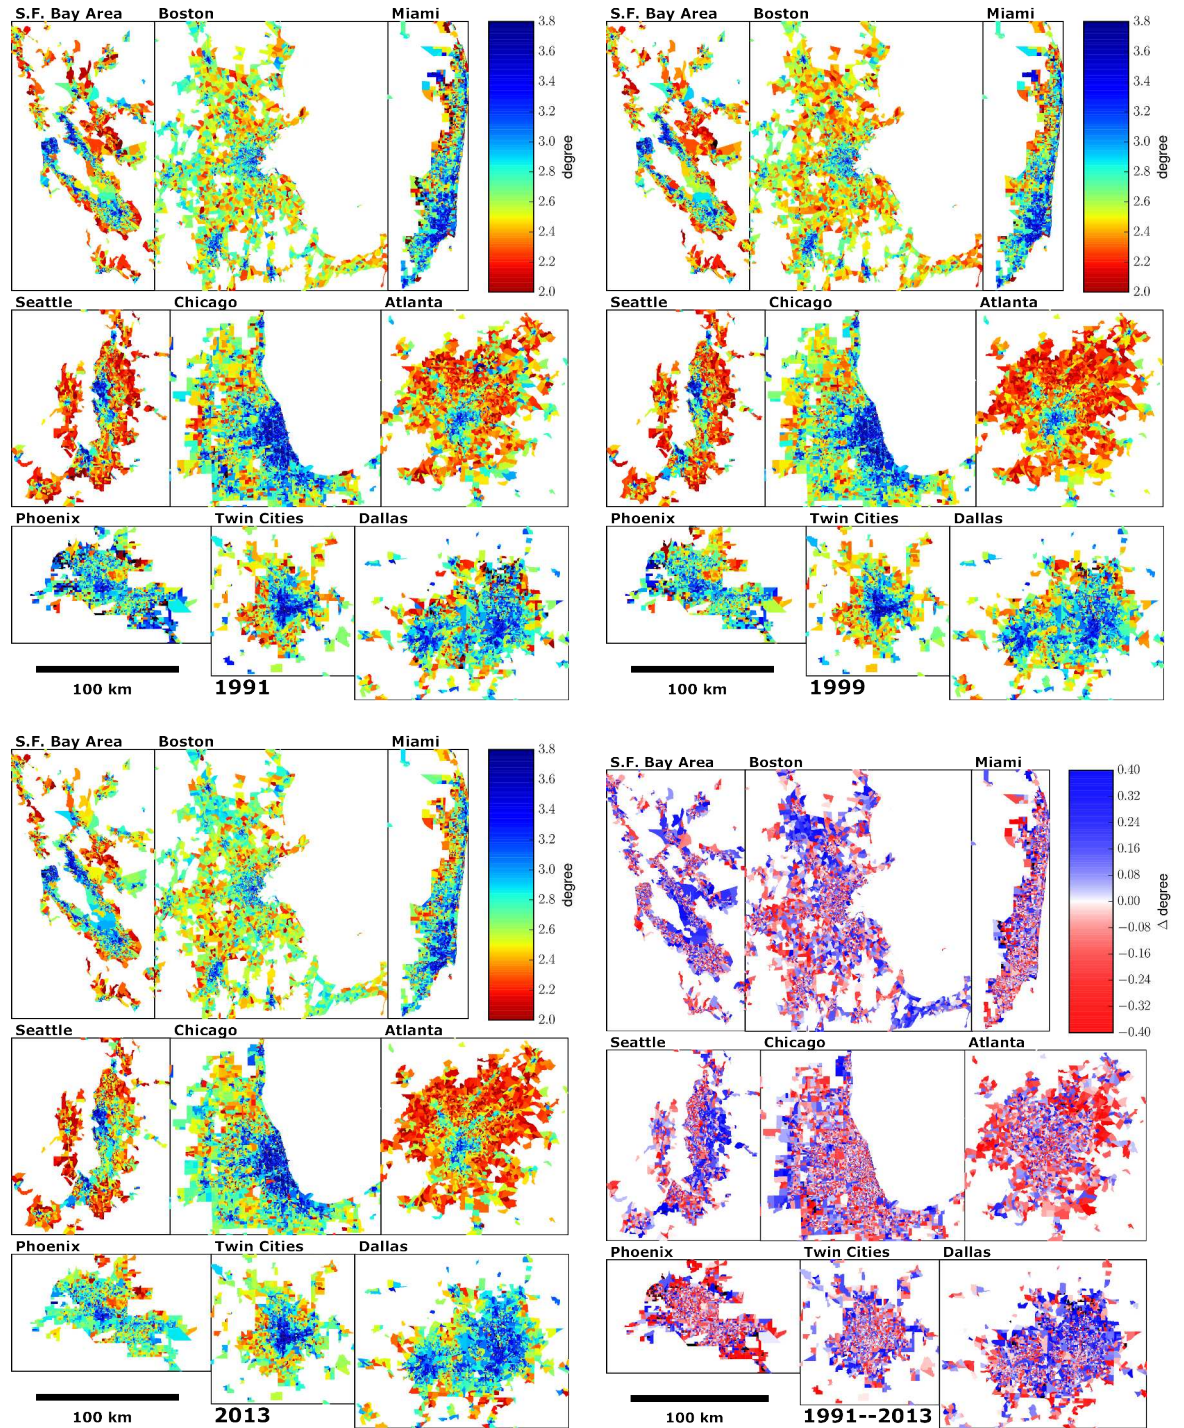 S.F. Bay Area Boston Miami
3.8
3.6
3.4
3.2
3.0
2.8
2.6
2.4
2.2
2.0
degree
Seattle Chicago Atlanta
Phoenix Twin Cities Dallas
100 km
1991
S.F. Bay Area Boston Miami
3.8
3.6
3.4
3.2
3.0
2.8
2.6
2.4
2.2
2.0
degree
Seattle Chicago Atlanta
Phoenix Twin Cities Dallas
100 km
1999
S.F. Bay Area Boston Miami
3.8
3.6
3.4
3.2
3.0
2.8
2.6
2.4
2.2
2.0
degree
Seattle Chicago Atlanta
Phoenix Twin Cities Dallas
100 km
2013
S.F. Bay Area Boston Miami
0.40
0.32
0.24
0.16
0.08
0.00
−0.08
−0.16
−0.24
−0.32
−0.40
Δ degree
Seattle Chicago Atlanta
Phoenix Twin Cities Dallas
100 km
1991--2013